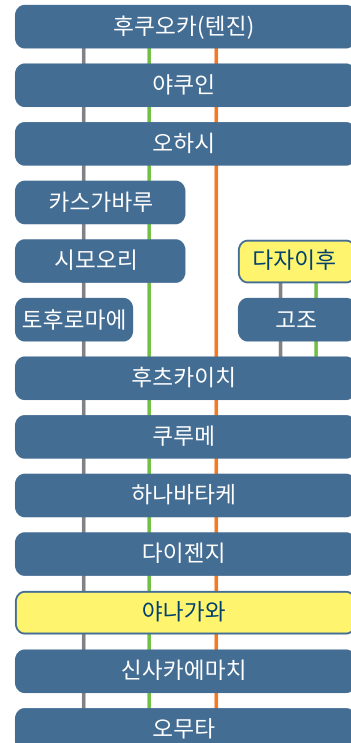 후쿠오카(텐진)
야쿠인
오하시
카스가바루
시모오리
다자이후
토후로마에
고조
후츠카이치
쿠루메
하나바타케
다이젠지
야나가와
신사카에마치
오무타